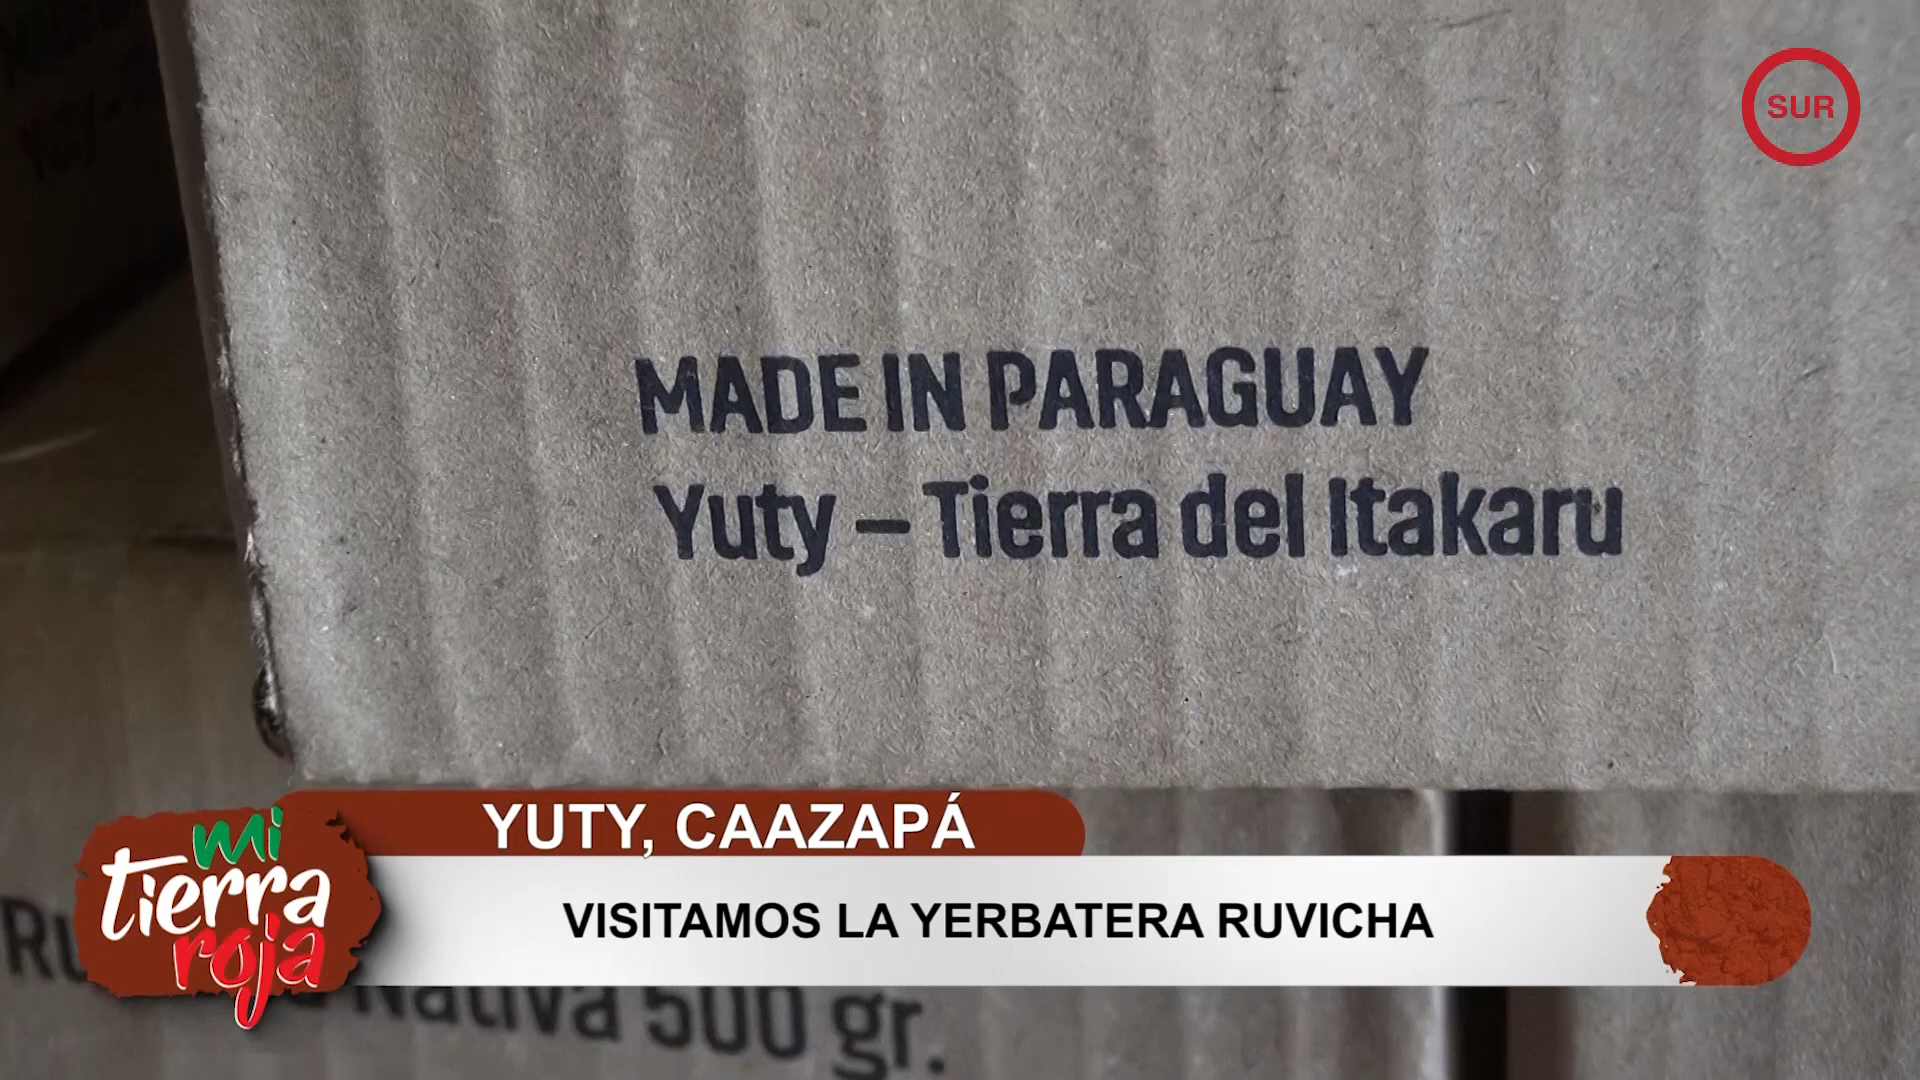 SUR
MADE IN PARAGUAY
Yuty – Tierra del Itakaru
YUTY, CAAZAPÁ
mi
tierra
roja
VISITAMOS LA YERBATERA RUVICHA
Nativa 500 gr.